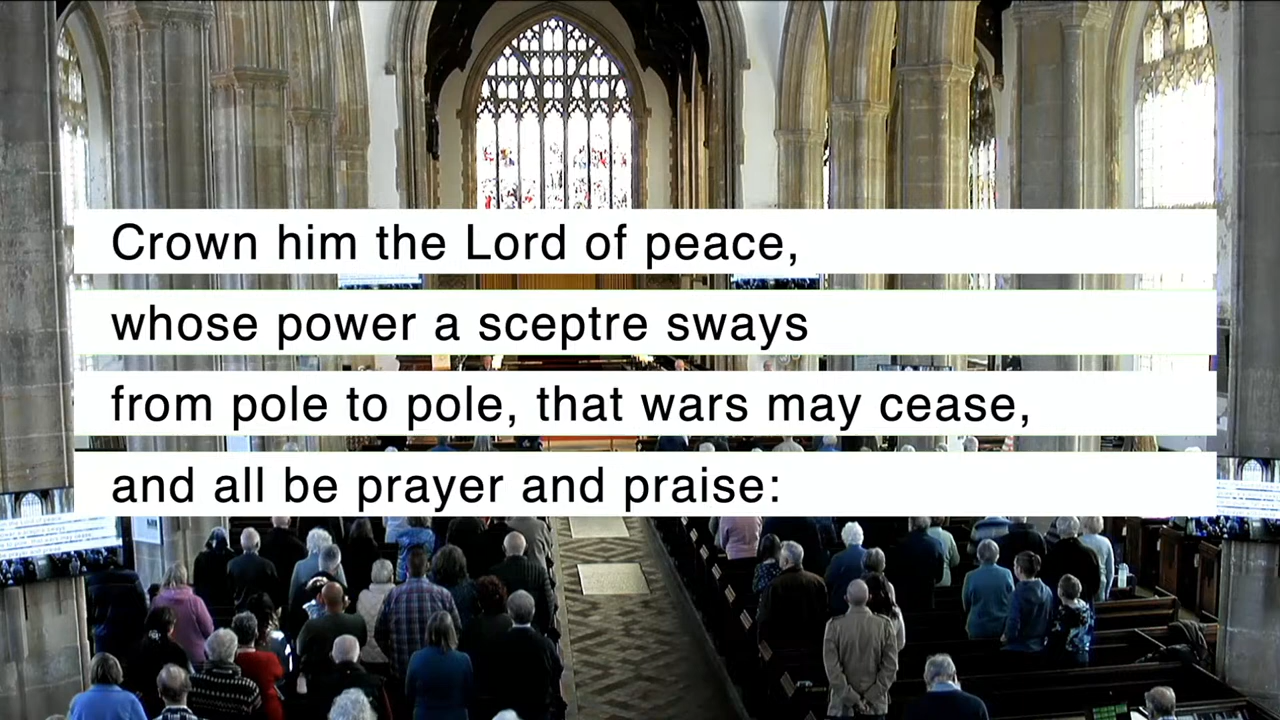 Crown him the Lord of peace,
whose power a sceptre sways
from pole to pole, that wars may cease,
and all be prayer and praise: